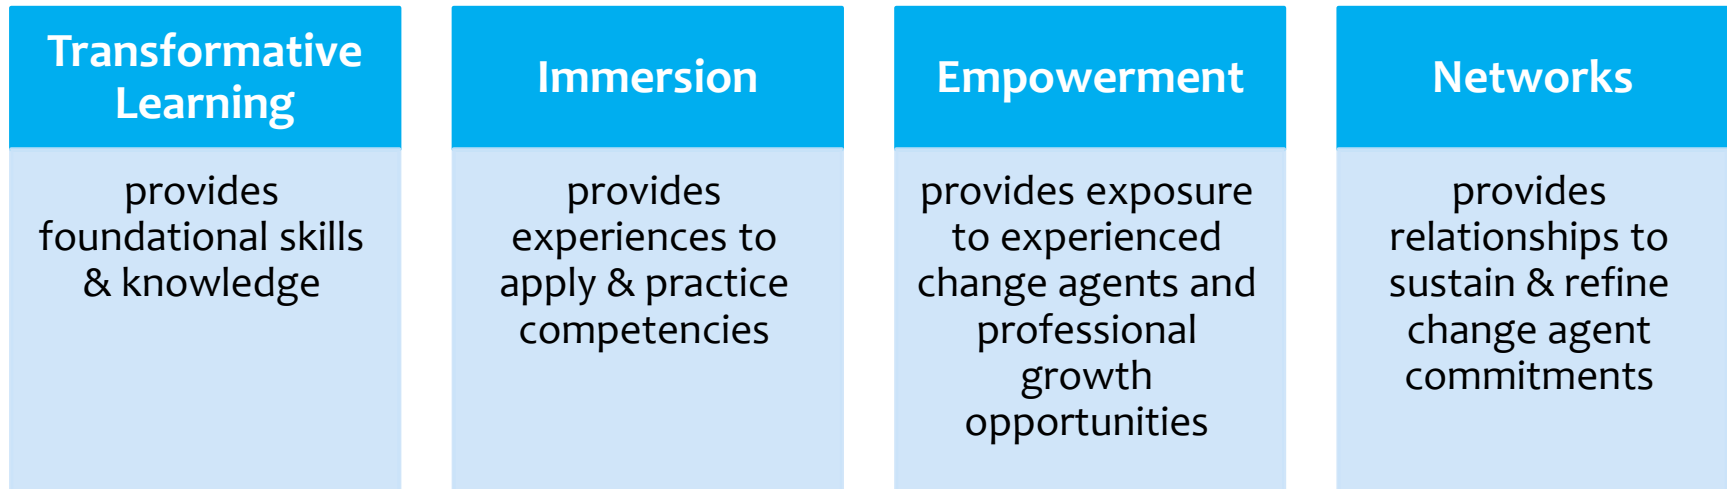 Transformative
Learning
provides
foundational skills
& knowledge
Immersion
provides
experiences to
apply & practice
competencies
Empowerment
provides exposure
to experienced
change agents and
professional
growth
opportunities
Networks
provides
relationships to
sustain & refine
change agent
commitments